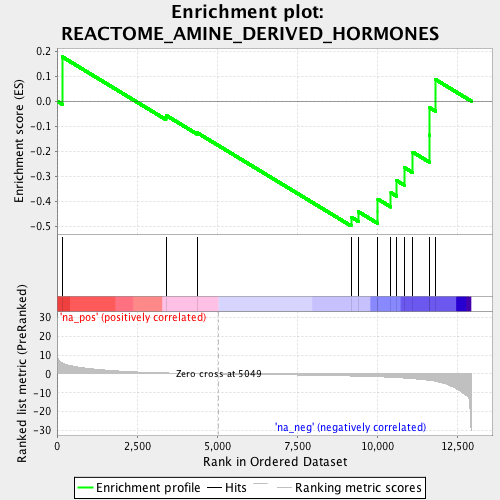 Enrichment plot:
REACTOME_AMINE_DERIVED_HORMONES
Enrichment score (ES)
0.2
0.1
0.0
-0.1
-0.2
-0.3
-0.4
-0.5
'na_pos' (positively correlated)
Ranked list metric (PreRanked)
30
20
10
0
-10
-20
-30
Zero cross at 5049
'na_neg' (negatively correlated)
0
2,500
5,000
7,500
10,000
12,500
Rank in Ordered Dataset
Enrichment profile
Hits
Ranking metric scores